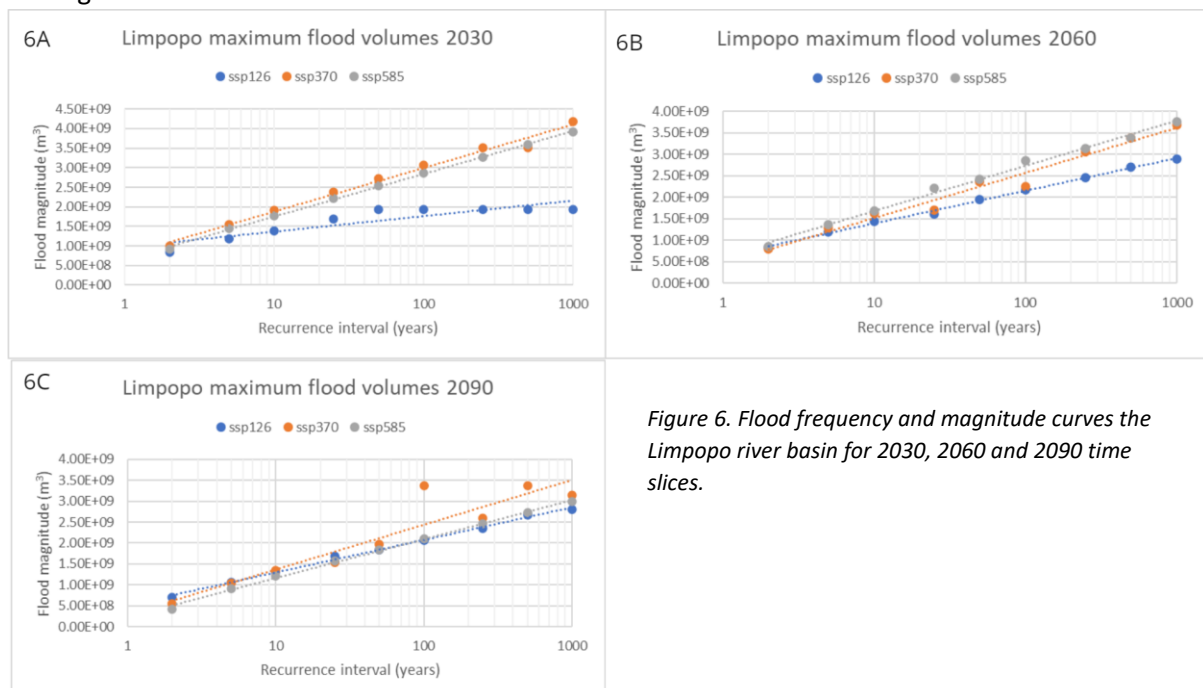 6A
Limpopo maximum flood volumes 2030
ssp126 ssp370 ssp585
Flood magnitude (m³)
4.50E+09
4.00E+09
3.50E+09
3.00E+09
2.50E+09
2.00E+09
1.50E+09
1.00E+09
5.00E+08
0.00E+00
1 10 100 1000
Recurrence interval (years)
6B
Limpopo maximum flood volumes 2060
ssp126 ssp370 ssp585
Flood magnitude (m³)
4.00E+09
3.50E+09
3.00E+09
2.50E+09
2.00E+09
1.50E+09
1.00E+09
5.00E+08
0.00E+00
1 10 100 1000
Recurrence interval (years)
6C
Limpopo maximum flood volumes 2090
ssp126 ssp370 ssp585
Flood magnitude (m³)
4.00E+09
3.50E+09
3.00E+09
2.50E+09
2.00E+09
1.50E+09
1.00E+09
5.00E+08
0.00E+00
1 10 100 1000
Recurrence interval (years)
Figure 6. Flood frequency and magnitude curves the
Limpopo river basin for 2030, 2060 and 2090 time
slices.